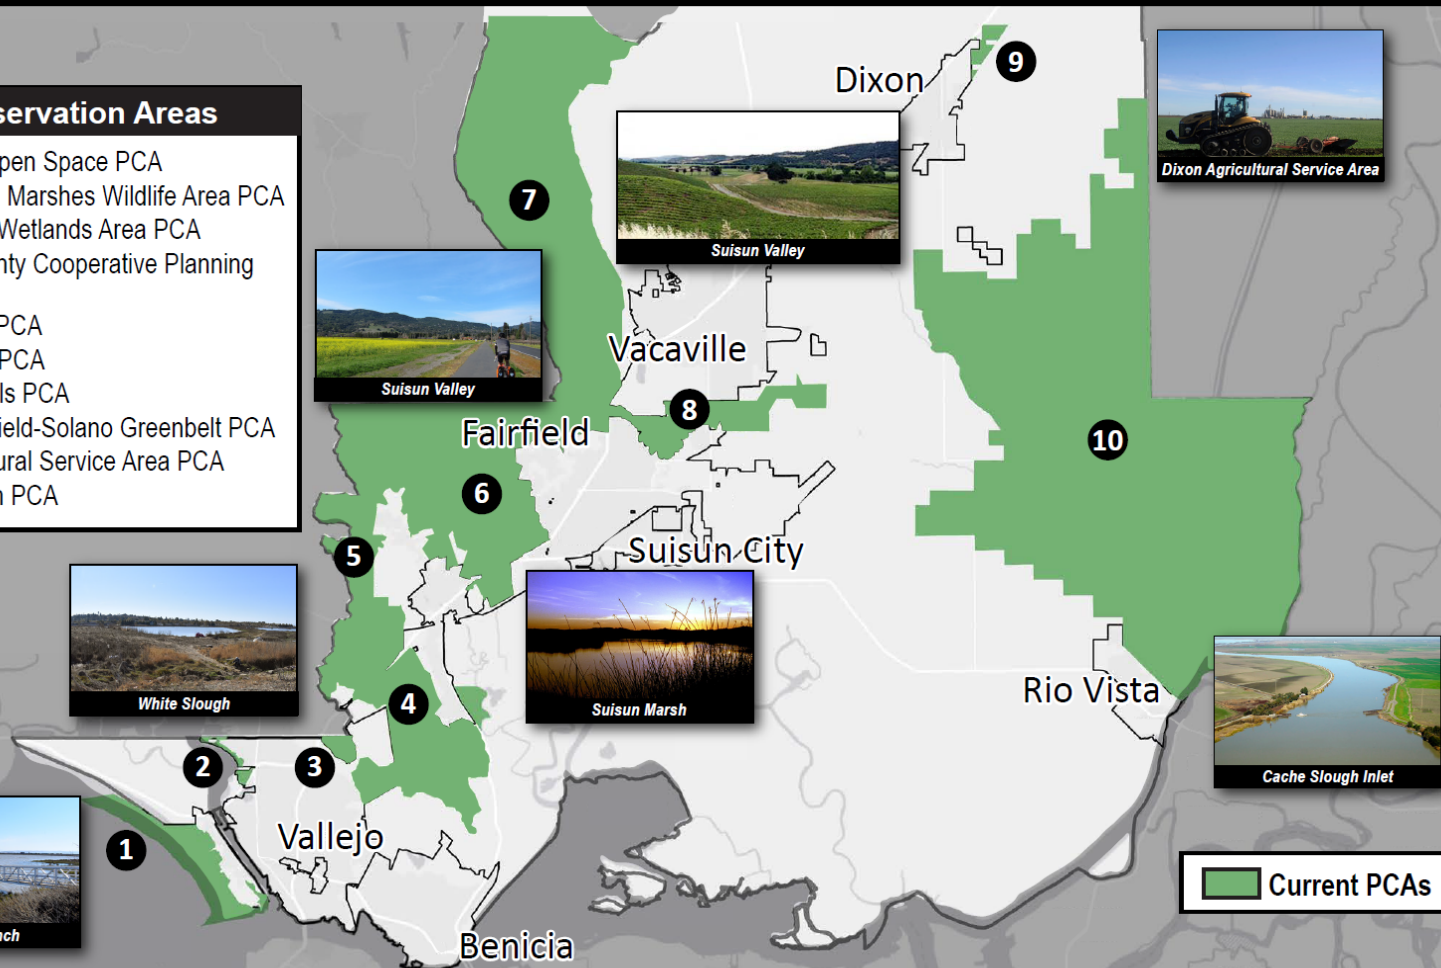 servation Areas
pen Space PCA
Marshes Wildlife Area PCA
Wetlands Area PCA
nty Cooperative Planning
PCA
PCA
ls PCA
ield-Solano Greenbelt PCA
ural Service Area PCA
PCA
Dixon
9
Dixon Agricultural Service Area
7
Suisun Valley
Suisun Valley
Vacaville
8
Fairfield
10
6
5
Suisun City
White Slough
Suisun Marsh
4
Rio Vista
2
3
Cache Slough Inlet
1
Vallejo
Current PCAs
nch
Benicia